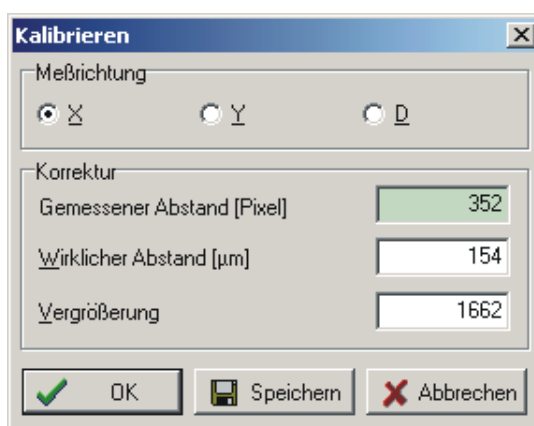 Kalibrieren
Meßrichtung
X Y D
Korrektur
Gemessener Abstand [Pixel] 352
Wirklicher Abstand [µm] 154
Vergrößerung 1662
OK Speichern Abbrechen